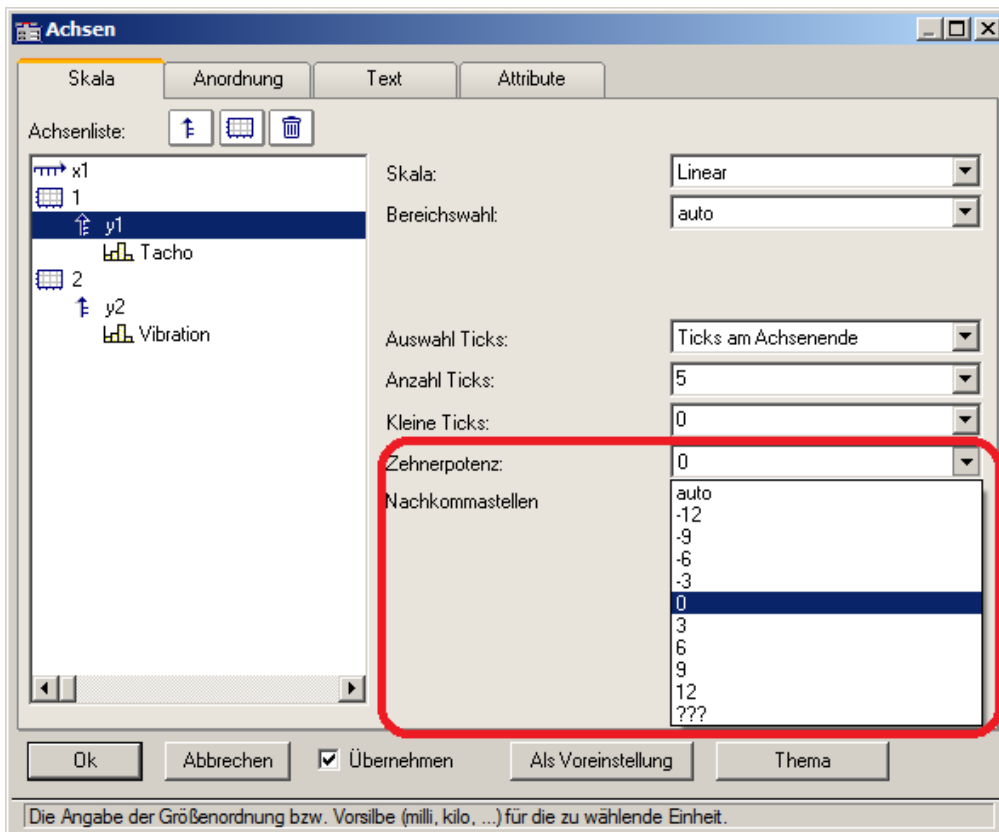 Achsen
Skala Anordnung Text Attribute
Achsenliste:
x1
1
y1
Tacho
2
y2
Vibration
Skala: Linear
Bereichswahl: auto
Auswahl Ticks: Ticks am Achsenende
Anzahl Ticks: 5
Kleine Ticks: 0
Zehnerpotenz: 0
Nachkommastellen
auto
-12
-9
-6
-3
0
3
6
9
12
???
Ok Abbrechen Übernehmen Als Voreinstellung Thema
Die Angabe der Größenordnung bzw. Vorsilbe (milli, kilo, ...) für die zu wählende Einheit.